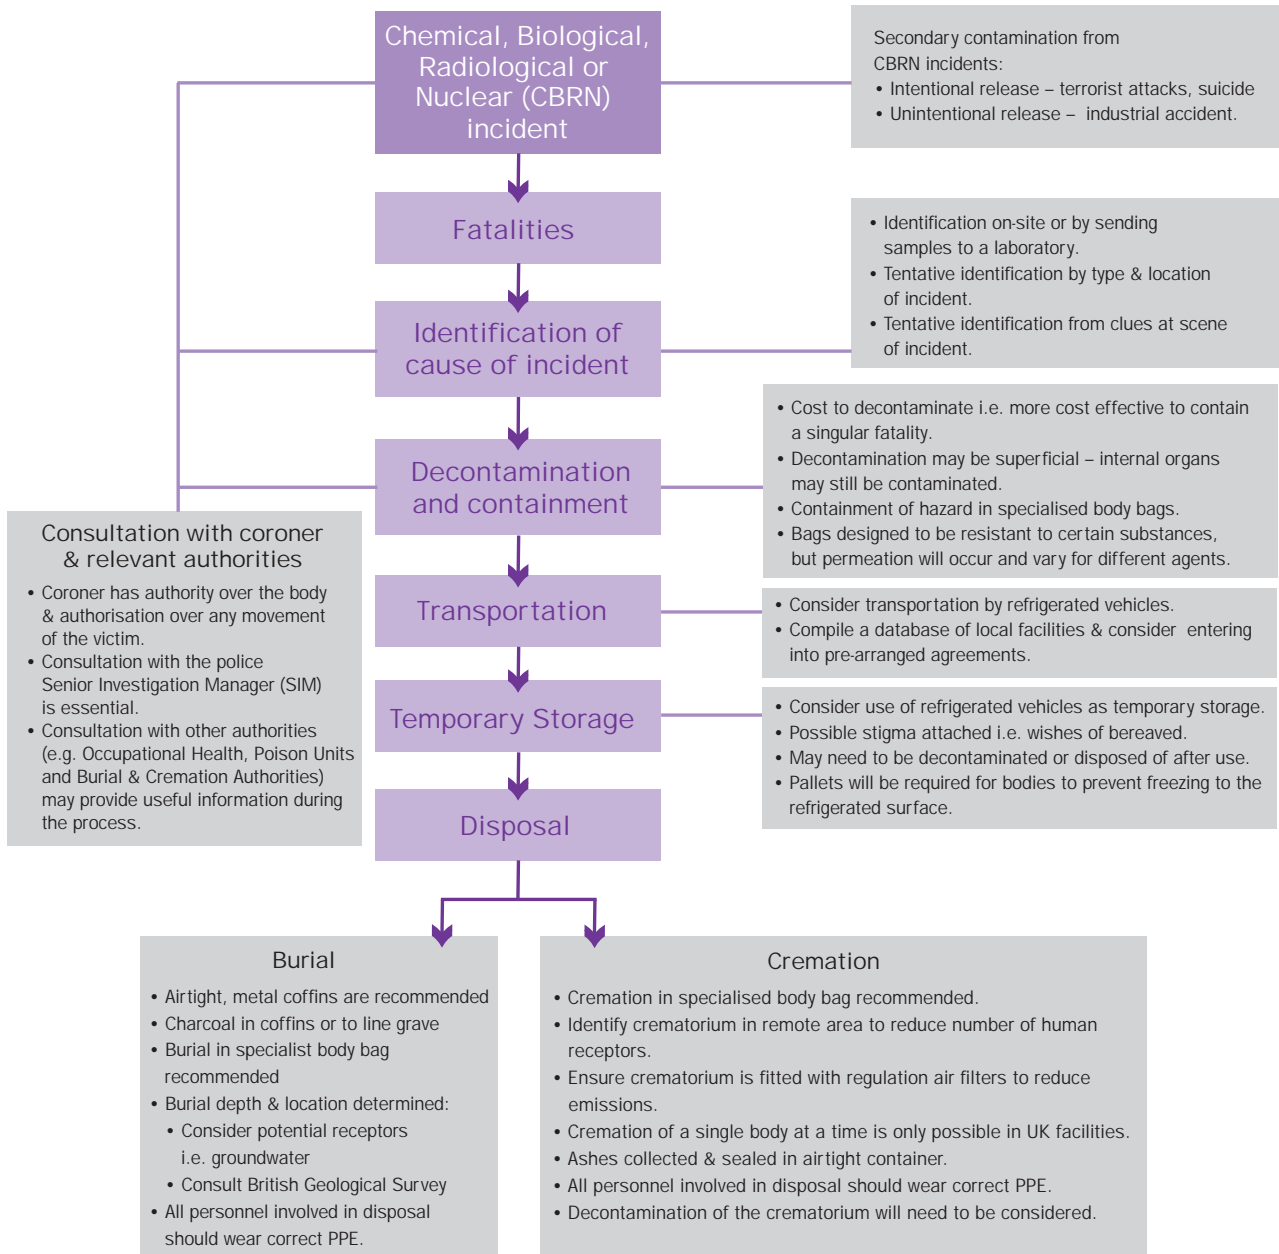 Chemical, Biological,
Radiological or
Nuclear (CBRN)
incident
Secondary contamination from
CBRN incidents:
• Intentional release – terrorist attacks, suicide
• Unintentional release – industrial accident.
Fatalities
• Identification on-site or by sending
samples to a laboratory.
• Tentative identification by type & location
of incident.
• Tentative identification from clues at scene
of incident.
Identification of
cause of incident
Decontamination
and containment
• Cost to decontaminate i.e. more cost effective to contain
a singular fatality.
• Decontamination may be superficial – internal organs
may still be contaminated.
• Containment of hazard in specialised body bags.
• Bags designed to be resistant to certain substances,
but permeation will occur and vary for different agents.
Consultation with coroner
& relevant authorities
• Coroner has authority over the body
& authorisation over any movement
of the victim.
• Consultation with the police
Senior Investigation Manager (SIM)
is essential.
• Consultation with other authorities
(e.g. Occupational Health, Poison Units
and Burial & Cremation Authorities)
may provide useful information during
the process.
Transportation
• Consider transportation by refrigerated vehicles.
• Compile a database of local facilities & consider entering
into pre-arranged agreements.
Temporary Storage
• Consider use of refrigerated vehicles as temporary storage.
• Possible stigma attached i.e. wishes of bereaved.
• May need to be decontaminated or disposed of after use.
• Pallets will be required for bodies to prevent freezing to the
refrigerated surface.
Disposal
Burial
• Airtight, metal coffins are recommended
• Charcoal in coffins or to line grave
• Burial in specialist body bag
recommended
• Burial depth & location determined:
• Consider potential receptors
i.e. groundwater
• Consult British Geological Survey
• All personnel involved in disposal
should wear correct PPE.
Cremation
• Cremation in specialised body bag recommended.
• Identify crematorium in remote area to reduce number of human
receptors.
• Ensure crematorium is fitted with regulation air filters to reduce
emissions.
• Cremation of a single body at a time is only possible in UK facilities.
• Ashes collected & sealed in airtight container.
• All personnel involved in disposal should wear correct PPE.
• Decontamination of the crematorium will need to be considered.